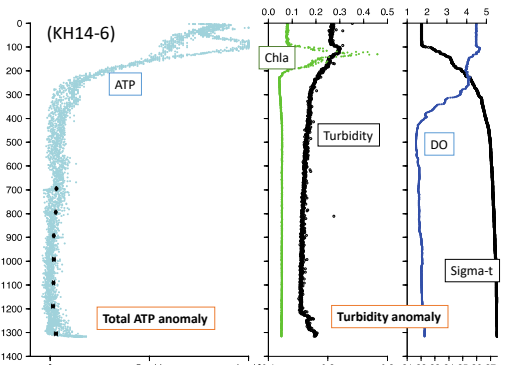 0.0 0.1 0.2 0.3 0.4 0.5
1 2 3 4 5
(KH14-6)
0
100
200
300
400
500
600
700
800
900
1000
1100
1200
1300
1400
ATP
Chla
Turbidity
DO
Sigma-t
Total ATP anomaly
Turbidity anomaly